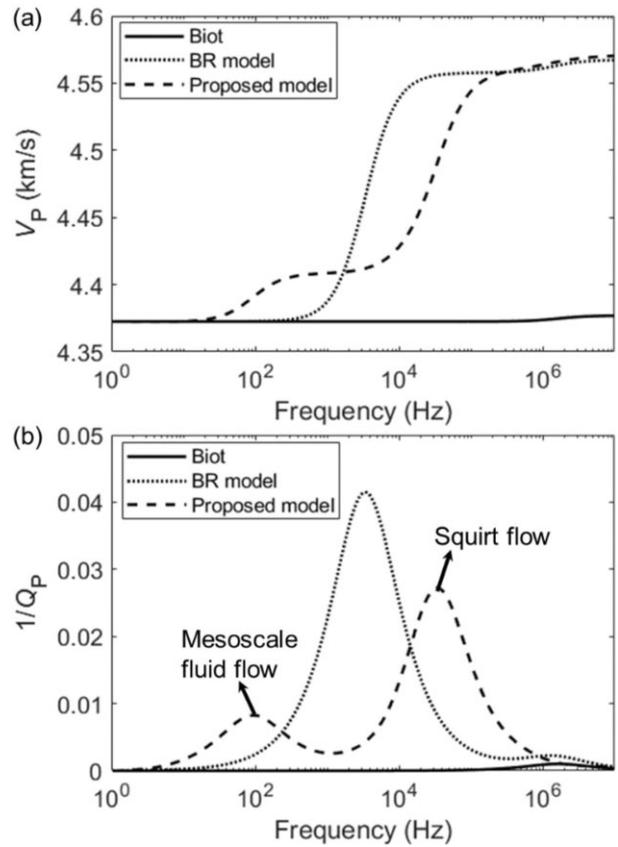 (a)
4.6
4.55
4.5
4.45
4.4
4.35
V_P (km/s)
Biot
BR model
Proposed model
10^0
10^2
10^4
10^6
Frequency (Hz)
(b)
0.05
0.04
0.03
0.02
0.01
0
1/Q_P
Biot
BR model
Proposed model
Squirt flow
Mesoscale
fluid flow
10^0
10^2
10^4
10^6
Frequency (Hz)